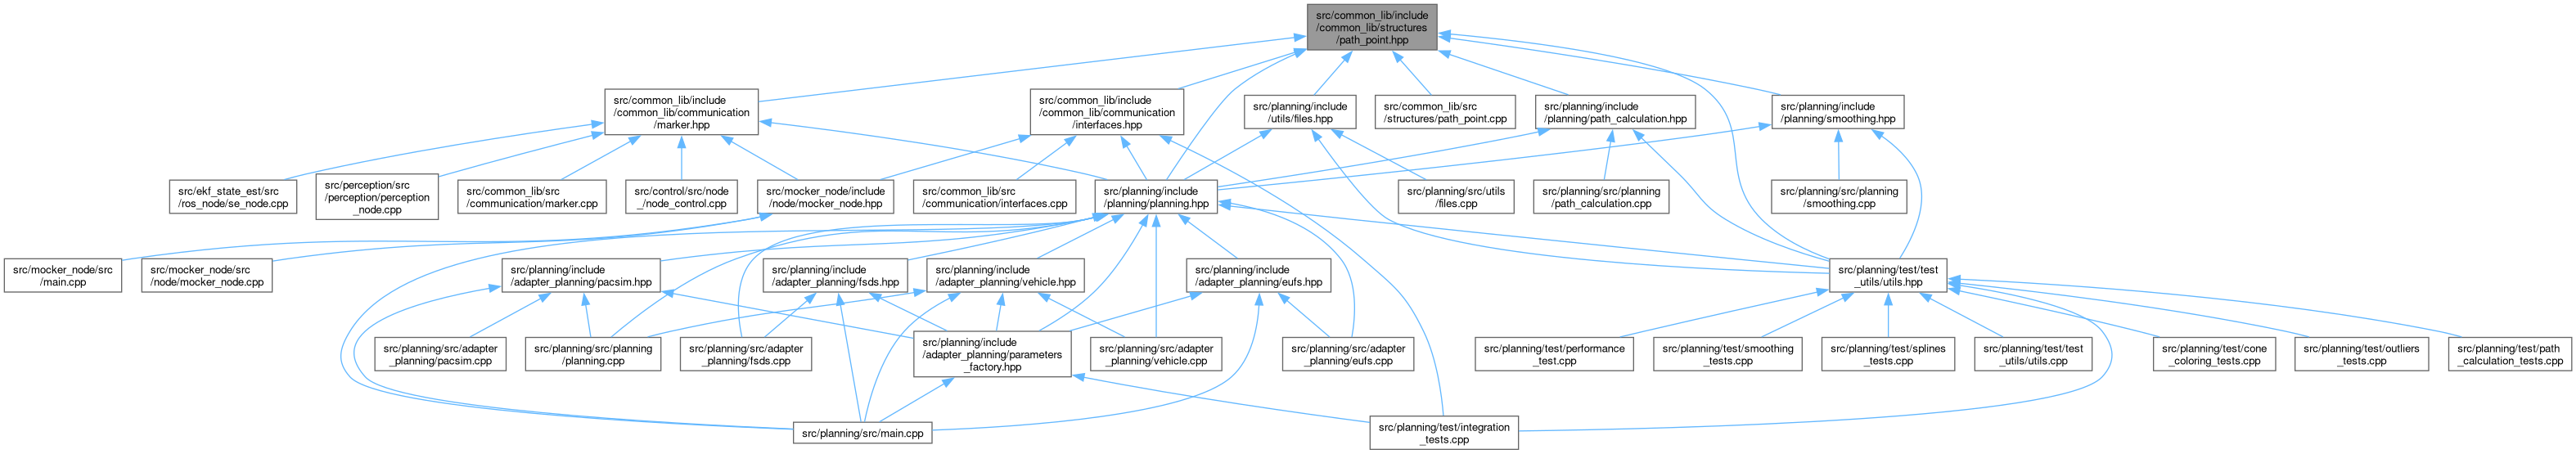 src/common_lib/include
/common_lib/structures
/path_point.hpp
src/common_lib/include
/common_lib/communication
/marker.hpp
src/common_lib/include
/common_lib/communication
/interfaces.hpp
src/planning/include
/utils/files.hpp
src/common_lib/src
/structures/path_point.cpp
src/planning/include
/planning/path_calculation.hpp
src/planning/include
/planning/smoothing.hpp
src/ekf_state_est/src
/ros_node/se_node.cpp
src/perception/src
/perception/perception
_node.cpp
src/common_lib/src
/communication/marker.cpp
src/control/src/node
_/node_control.cpp
src/mocker_node/include
/node/mocker_node.hpp
src/common_lib/src
/communication/interfaces.cpp
src/planning/include
/planning/planning.hpp
src/planning/src/utils
/files.cpp
src/planning/src/planning
/path_calculation.cpp
src/planning/src/planning
/smoothing.cpp
src/mocker_node/src
/main.cpp
src/mocker_node/src
/node/mocker_node.cpp
src/planning/include
/adapter_planning/pacsim.hpp
src/planning/include
/adapter_planning/fsds.hpp
src/planning/include
/adapter_planning/vehicle.hpp
src/planning/include
/adapter_planning/eufs.hpp
src/planning/test/test
_utils/utils.hpp
src/planning/src/adapter
_planning/pacsim.cpp
src/planning/src/planning
/planning.cpp
src/planning/src/adapter
_planning/fsds.cpp
src/planning/include
/adapter_planning/parameters
_factory.hpp
src/planning/src/adapter
_planning/vehicle.cpp
src/planning/src/adapter
_planning/eufs.cpp
src/planning/test/performance
_test.cpp
src/planning/test/smoothing
_tests.cpp
src/planning/test/splines
_tests.cpp
src/planning/test/test
_utils/utils.cpp
src/planning/test/cone
_coloring_tests.cpp
src/planning/test/outliers
_tests.cpp
src/planning/test/path
_calculation_tests.cpp
src/planning/src/main.cpp
src/planning/test/integration
_tests.cpp